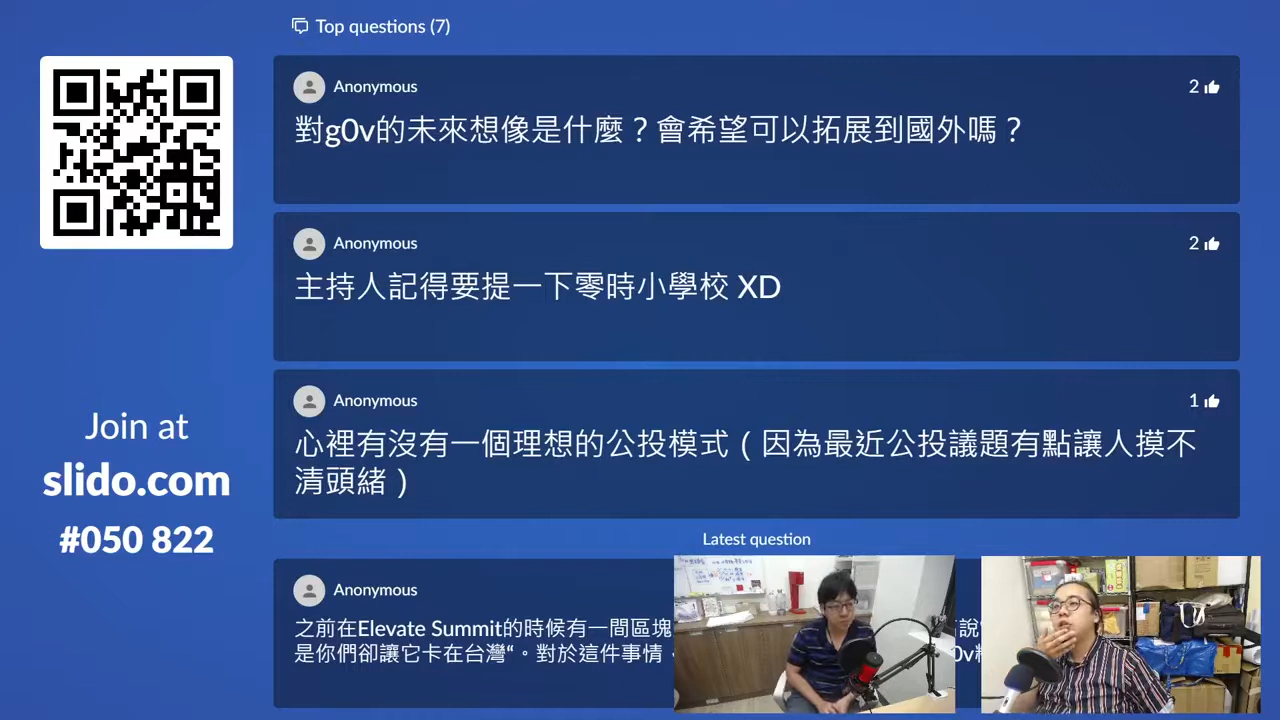 Top questions (7)
Anonymous
2
對g0v的未來想像是什麼？會希望可以拓展到國外嗎？
Anonymous
2
主持人記得要提一下零時小學校 XD
Anonymous
1
心裡有沒有一個理想的公投模式（因為最近公投議題有點讓人摸不
清頭緒）
Join at
slido.com
#050 822
Latest question
Anonymous
之前在Elevate Summit的時候有一間區塊
說
是你們卻讓它卡在台灣“。對於這件事情
0v